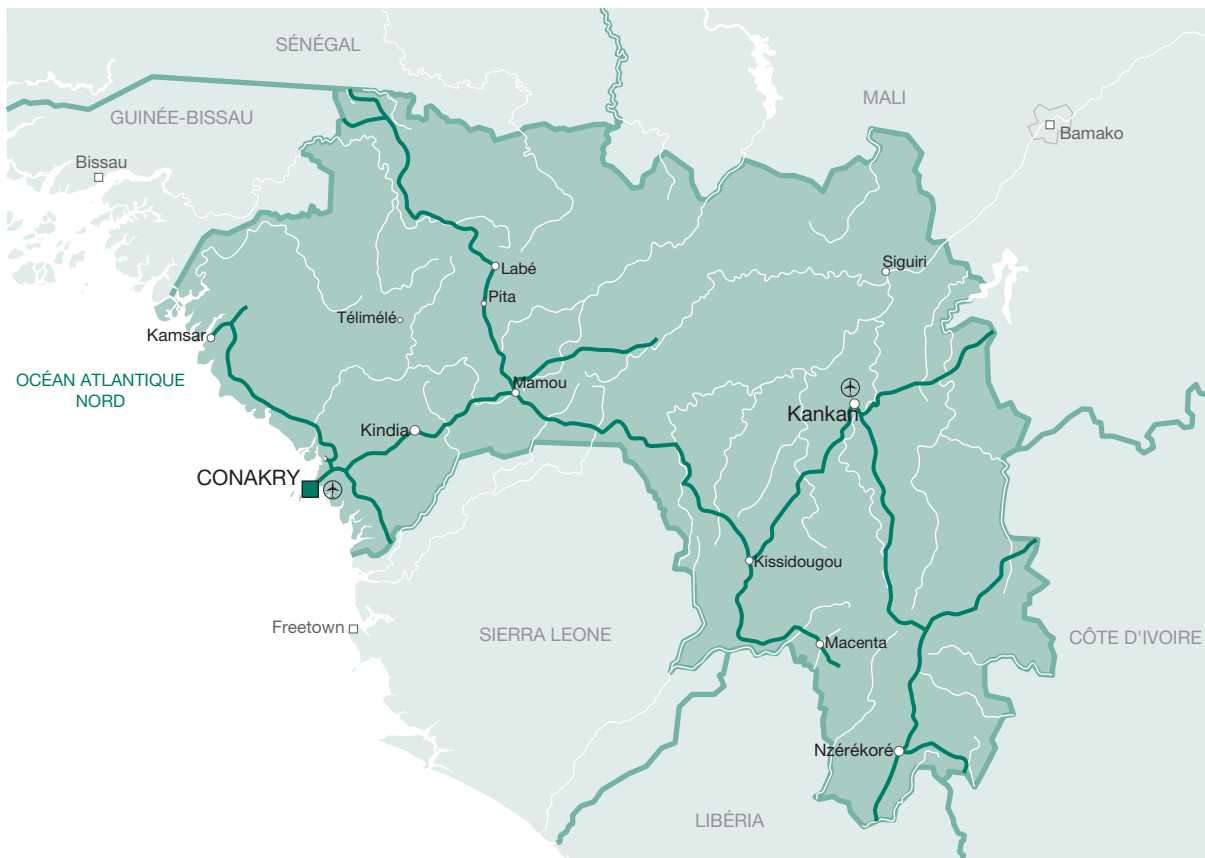 SÉNÉGAL
MALI
GUINÉE-BISSAU
Bamako
Bissau
Labé
Siguiri
Pita
Télimélé
Kamsar
OCÉAN ATLANTIQUE
NORD
Mamou
Kankan
Kindia
CONAKRY
Kissidougou
Freetown
SIERRA LEONE
Macenta
CÔTE D'IVOIRE
Nzérékoré
LIBÉRIA